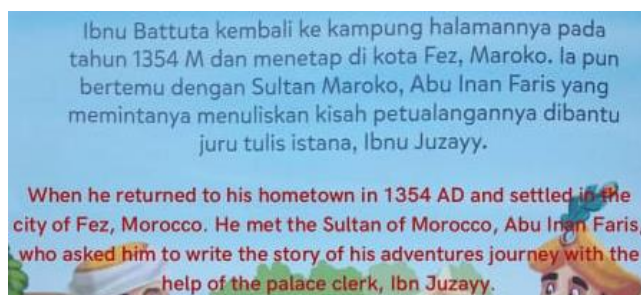 Ibnu Battuta kembali ke kampung halamannya pada
tahun 1354 M dan menetap di kota Fez, Maroko. Ia pun
bertemu dengan Sultan Maroko, Abu Inan Faris yang
memintanya menuliskan kisah petualangannya dibantu
juru tulis istana, Ibnu Juzayy.
When he returned to his hometown in 1354 AD and settled in the
city of Fez, Morocco. He met the Sultan of Morocco, Abu Inan Faris,
who asked him to write the story of his adventures journey with the
help of the palace clerk, Ibn Juzayy.